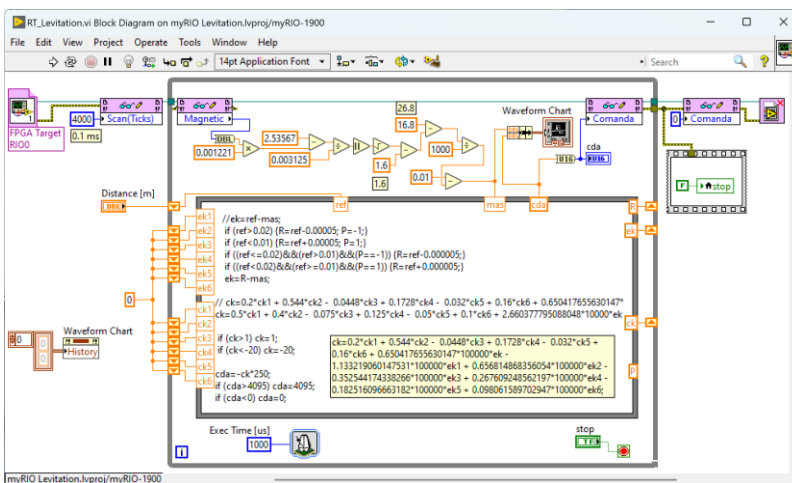 RT_Levitation.vi Block Diagram on myRIO Levitation.lvproj/myRIO-1900
File Edit View Project Operate Tools Window Help
14pt Application Font
Search
FPGA Target
RIO0
4000
Scan(Ticks)
0.1 ms
Magnetic
DBL
0.001221
2.53567
0.003125
1.6
1.6
26.8
16.8
1000
0.01
Waveform Chart
U16
cda
U16
Comanda
0
Comanda
F
stop
Distance [m]
DBL
ref
mas
cda
R
ek
ck
P
ek1
ek2
ek3
ek4
ek5
ek6
ck1
ck2
ck3
ck4
ck5
ck6
//ek=ref-mas;
if (ref>0.02) {R=ref-0.00005; P=-1;}
if (ref<0.01) {R=ref+0.00005; P=1;}
if ((ref<=0.02)&&(ref>0.01)&&(P==-1)) {R=ref-0.000005;}
if ((ref<0.02)&&(ref>=0.01)&&(P==1)) {R=ref+0.000005;}
ek=R-mas;
// ck=0.2*ck1 + 0.544*ck2 - 0.0448*ck3 + 0.1728*ck4 - 0.032*ck5 + 0.16*ck6 + 0.650417655630147*
ck=0.5*ck1 + 0.4*ck2 - 0.075*ck3 + 0.125*ck4 - 0.05*ck5 + 0.1*ck6 + 2.660377795088048*10000*ek
if (ck>1) ck=1;
if (ck<-20) ck=-20;
cda=-ck*250;
if (cda>4095) cda=4095;
if (cda<0) cda=0;
ck=0.2*ck1 + 0.544*ck2 - 0.0448*ck3 + 0.1728*ck4 - 0.032*ck5 +
0.16*ck6 + 0.650417655630147*100000*ek -
1.133219060147531*100000*ek1 + 0.656814868356054*100000*ek2 -
0.352544174338266*100000*ek3 + 0.267609248562197*100000*ek4 -
0.182516096663182*100000*ek5 + 0.098061589702947*100000*ek6;
0
Waveform Chart
0
History
Exec Time [us]
1000
i
stop
TF
myRIO Levitation.lvproj/myRIO-1900